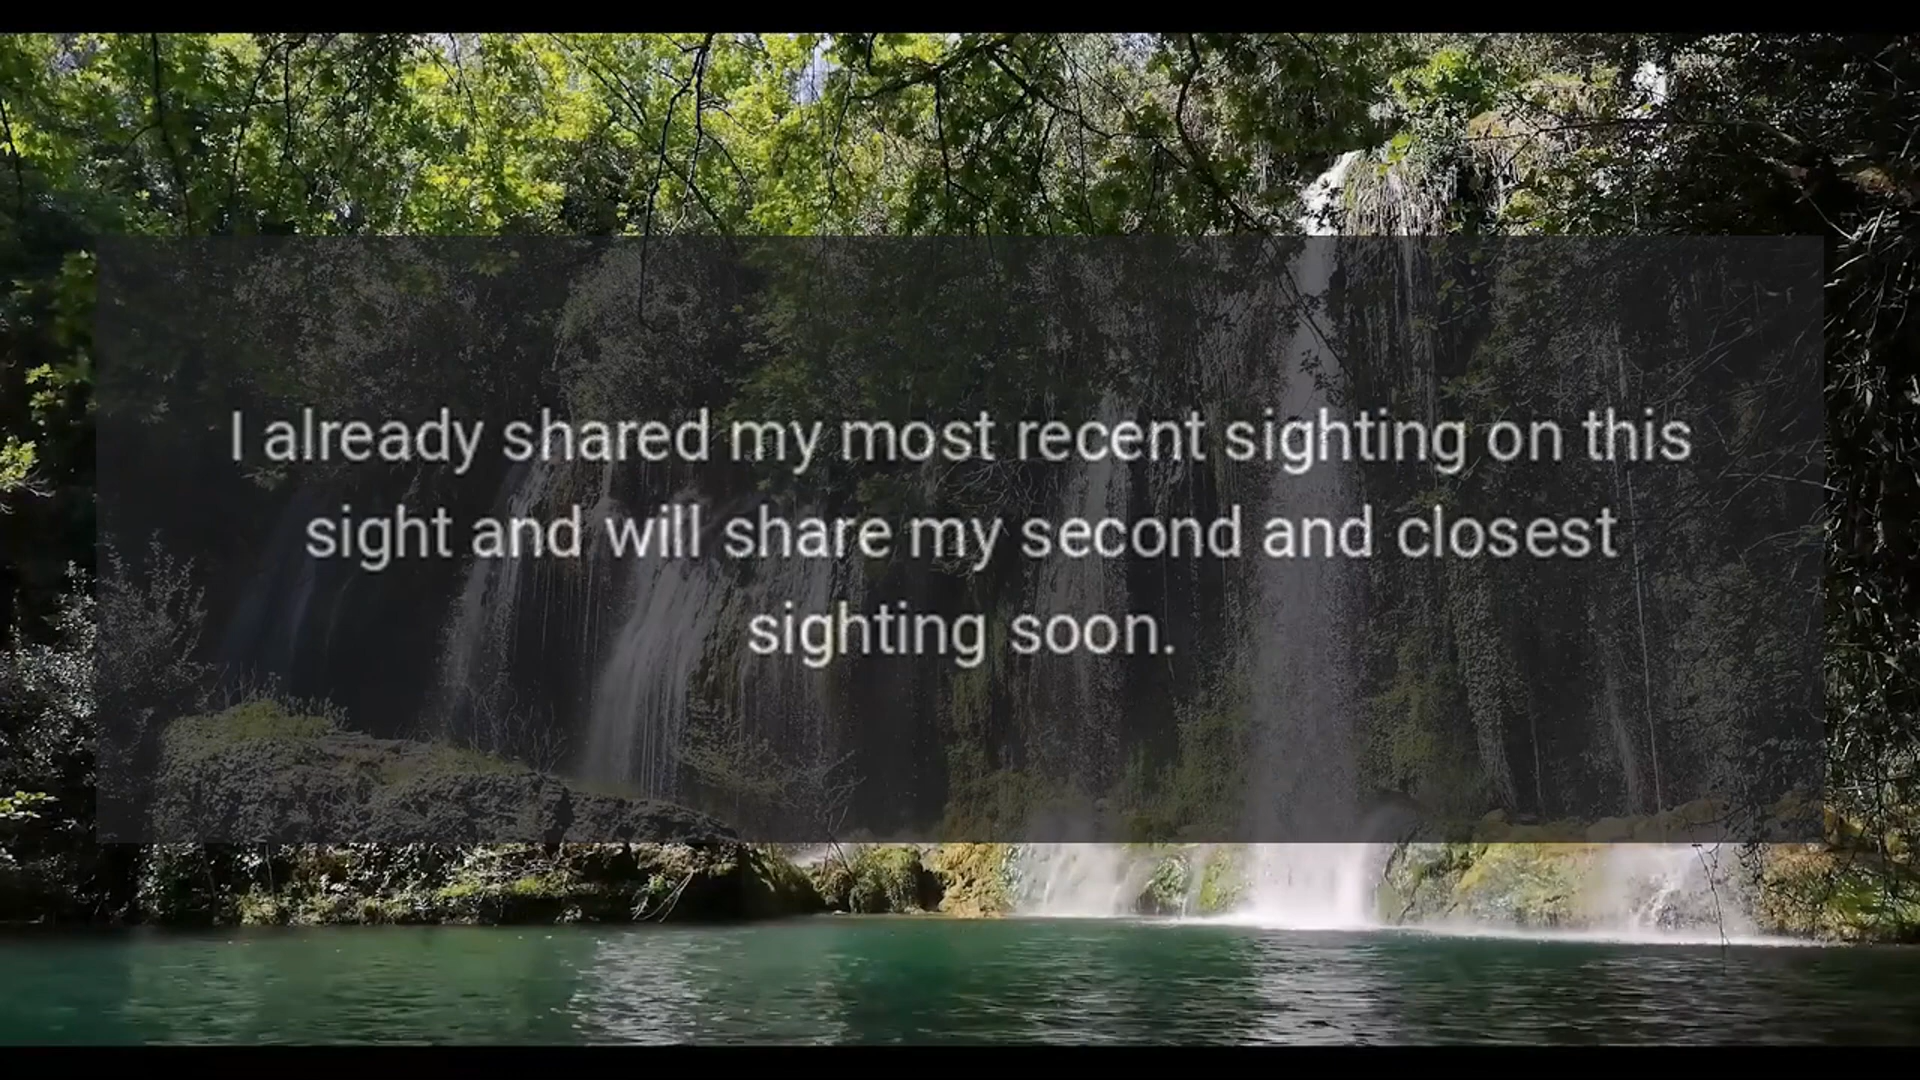 I already shared my most recent sighting on this
sight and will share my second and closest
sighting soon.